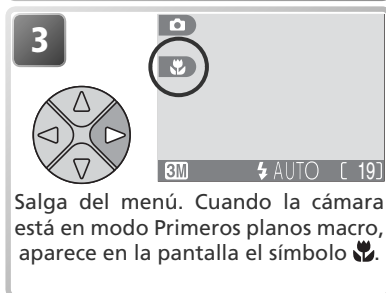 3
3M AUTO [ 19]
Salga del menú. Cuando la cámara
está en modo Primeros planos macro,
aparece en la pantalla el símbolo .